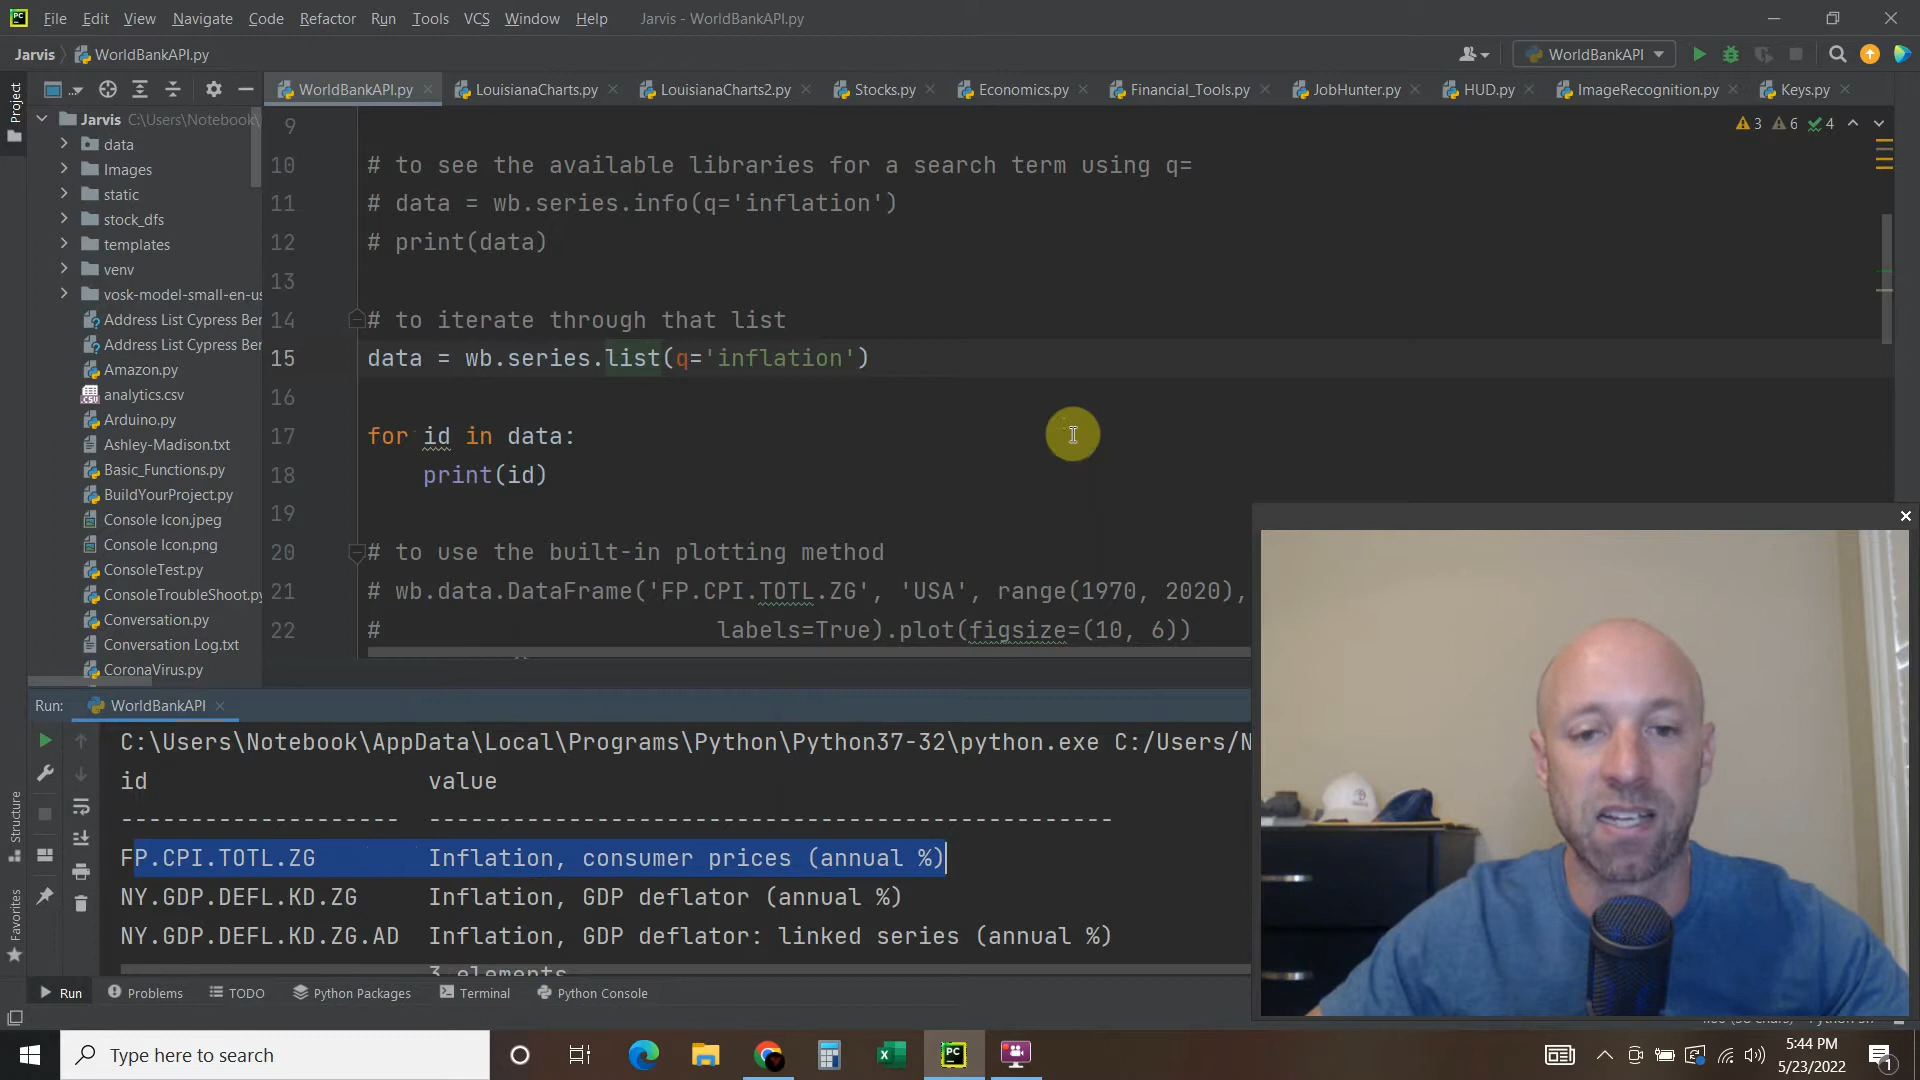 PC File Edit View Navigate Code Refactor Run Tools VCS Window Help Jarvis - WorldBankAPI.py
Jarvis WorldBankAPI.py WorldBankAPI
WorldBankAPI.py LouisianaCharts.py LouisianaCharts2.py Stocks.py Economics.py Financial_Tools.py JobHunter.py HUD.py ImageRecognition.py Keys.py
Project
Jarvis C:\Users\Notebook\
data
Images
static
stock_dfs
templates
venv
vosk-model-small-en-us
Address List Cypress Ber
Address List Cypress Ber
Amazon.py
analytics.csv
Arduino.py
Ashley-Madison.txt
Basic_Functions.py
BuildYourProject.py
Console Icon.jpeg
Console Icon.png
ConsoleTest.py
ConsoleTroubleShoot.py
Conversation.py
Conversation Log.txt
CoronaVirus.py
3 6 4
9
10 # to see the available libraries for a search term using q=
11 # data = wb.series.info(q='inflation')
12 # print(data)
13
14 # to iterate through that list
15 data = wb.series.list(q='inflation')
16
17 for id in data:
18 print(id)
19
20 # to use the built-in plotting method
21 # wb.data.DataFrame('FP.CPI.TOTL.ZG', 'USA', range(1970, 2020),
22 # labels=True).plot(figsize=(10, 6))
Run: WorldBankAPI
C:\Users\Notebook\AppData\Local\Programs\Python\Python37-32\python.exe C:/Users/N
id value
------------------- -------------------------------------------------
FP.CPI.TOTL.ZG Inflation, consumer prices (annual %)
NY.GDP.DEFL.KD.ZG Inflation, GDP deflator (annual %)
NY.GDP.DEFL.KD.ZG.AD Inflation, GDP deflator: linked series (annual %)
3 elements
Structure
Favorites
Run Problems TODO Python Packages Terminal Python Console
Type here to search
PC
5:44 PM
5/23/2022
1